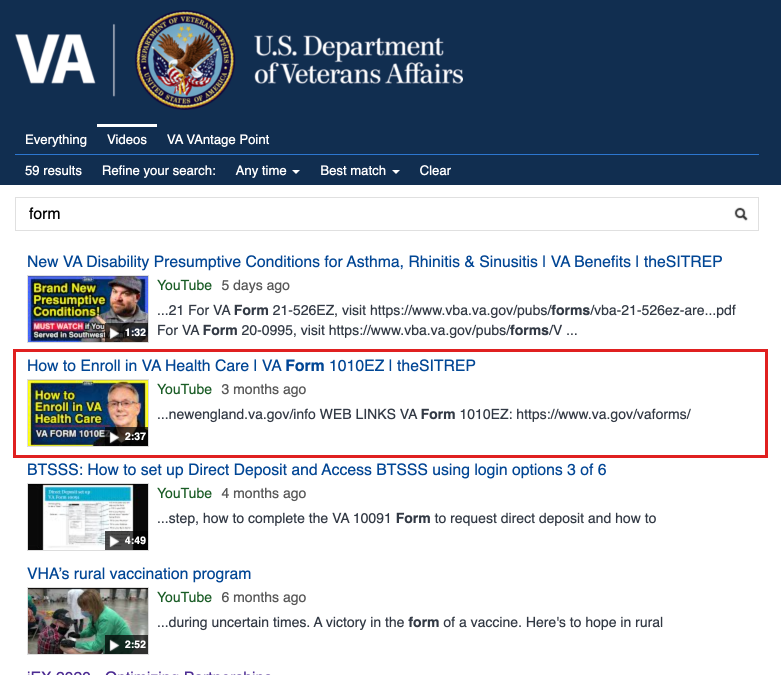 VA
DEPARTMENT OF VETERANS AFFAIRS
UNITED STATES OF AMERICA
U.S. Department
of Veterans Affairs
Everything Videos VA VAntage Point
59 results Refine your search: Any time Best match Clear
form
New VA Disability Presumptive Conditions for Asthma, Rhinitis & Sinusitis | VA Benefits | theSITREP
Brand New
Presumptive
Conditions!
MUST WATCH if You
Served in Southwest
1:32
YouTube 5 days ago
...21 For VA Form 21-526EZ, visit https://www.vba.va.gov/pubs/forms/vba-21-526ez-are...pdf
For VA Form 20-0995, visit https://www.vba.va.gov/pubs/forms/V ...
How to Enroll in VA Health Care | VA Form 1010EZ | theSITREP
How to
Enroll in VA
Health Care
VA FORM 1010E
2:37
YouTube 3 months ago
...newengland.va.gov/info WEB LINKS VA Form 1010EZ: https://www.va.gov/vaforms/
BTSSS: How to set up Direct Deposit and Access BTSSS using login options 3 of 6
Direct Deposit set up
VA Form 10091
4:49
YouTube 4 months ago
...step, how to complete the VA 10091 Form to request direct deposit and how to
VHA's rural vaccination program
2:52
YouTube 6 months ago
...during uncertain times. A victory in the form of a vaccine. Here's to hope in rural